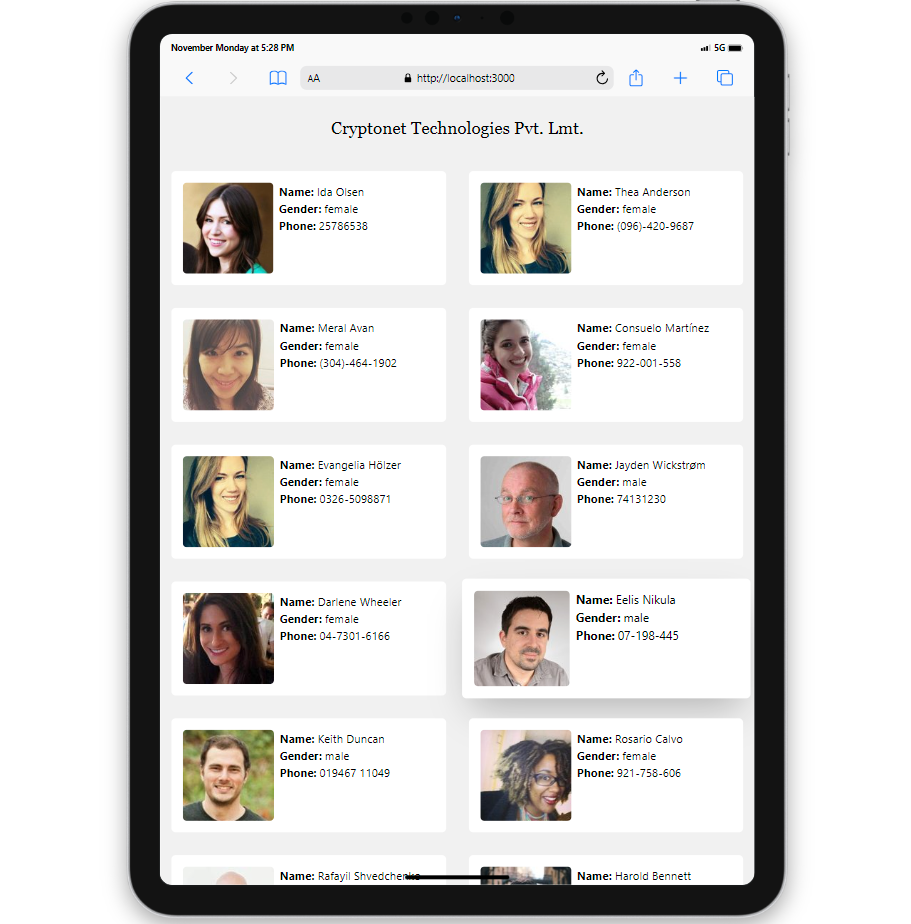 November Monday at 5:28 PM
5G
AA
http://localhost:3000
Cryptonet Technologies Pvt. Lmt.
Name: Ida Olsen
Gender: female
Phone: 25786538
Name: Thea Anderson
Gender: female
Phone: (096)-420-9687
Name: Meral Avan
Gender: female
Phone: (304)-464-1902
Name: Consuelo Martínez
Gender: female
Phone: 922-001-558
Name: Evangelia Hölzer
Gender: female
Phone: 0326-5098871
Name: Jayden Wickstrøm
Gender: male
Phone: 74131230
Name: Darlene Wheeler
Gender: female
Phone: 04-7301-6166
Name: Eelis Nikula
Gender: male
Phone: 07-198-445
Name: Keith Duncan
Gender: male
Phone: 019467 11049
Name: Rosario Calvo
Gender: female
Phone: 921-758-606
Name: Rafayil Shvedchenko
Name: Harold Bennett